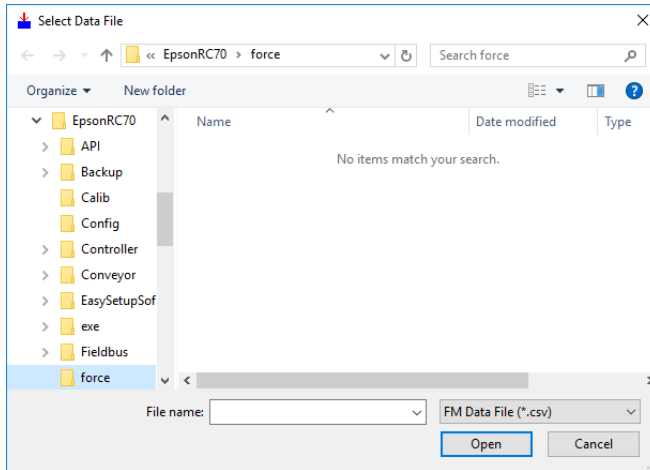 Select Data File
« EpsonRC70 > force
Search force
Organize
New folder
?
Name
Date modified
Type
No items match your search.
EpsonRC70
API
Backup
Calib
Config
Controller
Conveyor
EasySetupSof
exe
Fieldbus
force
File name:
FM Data File (*.csv)
Open
Cancel